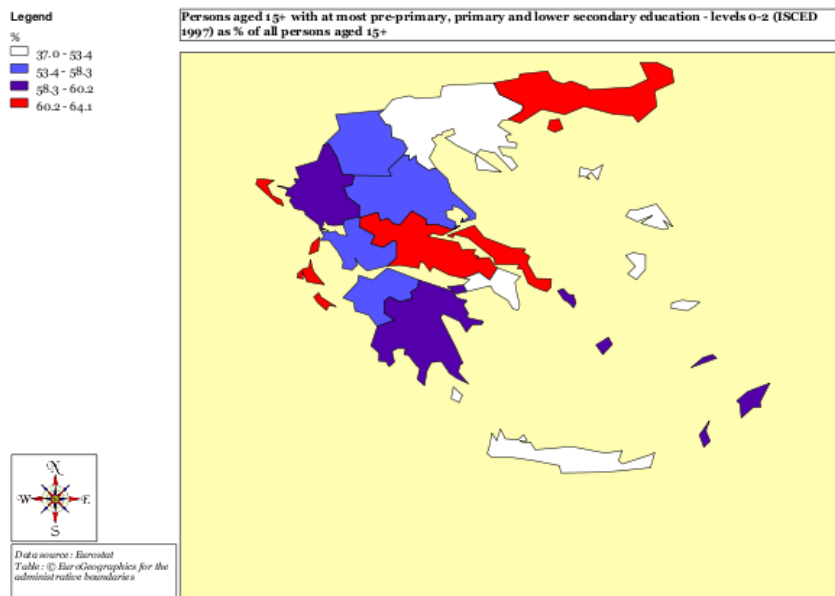 Legend
%
37.0 - 53.4
53.4 - 58.3
58.3 - 60.2
60.2 - 64.1
Persons aged 15+ with at most pre-primary, primary and lower secondary education - levels 0-2 (ISCED
1997) as % of all persons aged 15+
N
W E
S
Data source : Eurostat
Table : © EuroGeographics for the
administrative boundaries